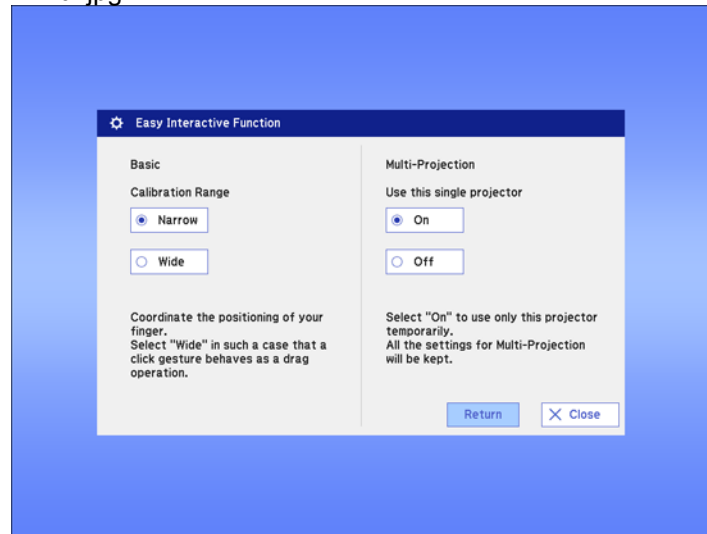 Easy Interactive Function
Basic
Calibration Range
Narrow
Wide
Coordinate the positioning of your
finger.
Select "Wide" in such a case that a
click gesture behaves as a drag
operation.
Multi-Projection
Use this single projector
On
Off
Select "On" to use only this projector
temporarily.
All the settings for Multi-Projection
will be kept.
Return
Close